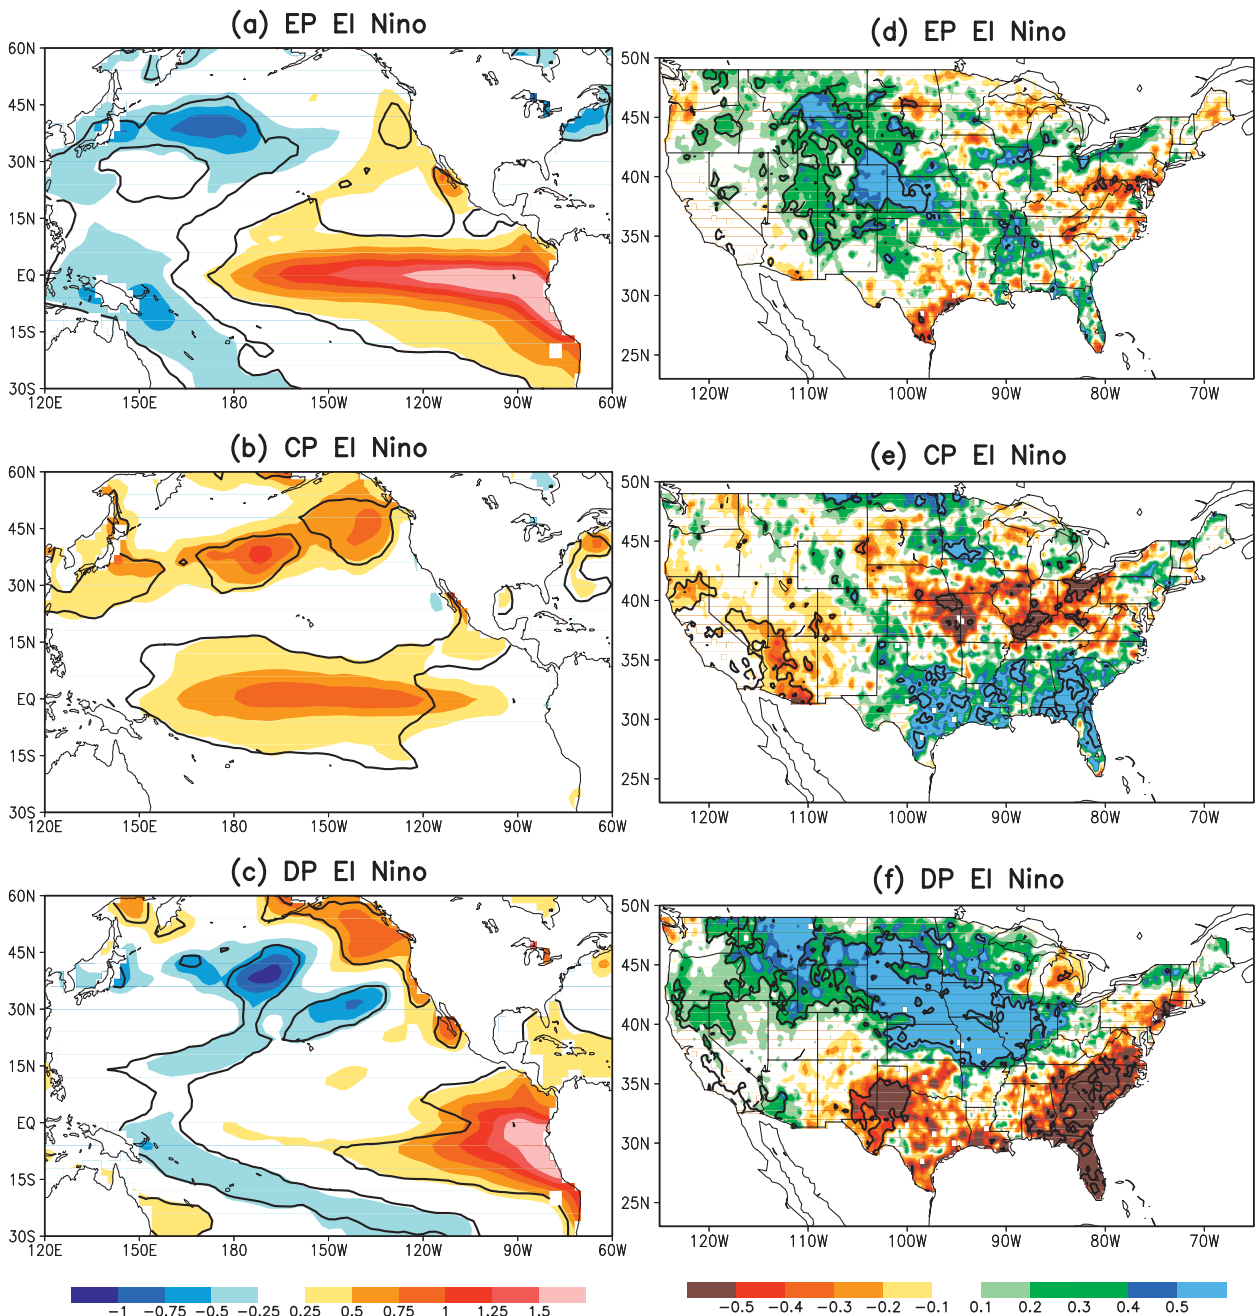 (a) EP El Nino
60N
45N
30N
15N
EQ
15S
30S
120E 150E 180 150W 120W 90W 60W
(d) EP El Nino
50N
45N
40N
35N
30N
25N
120W 110W 100W 90W 80W 70W
(b) CP El Nino
60N
45N
30N
15N
EQ
15S
30S
120E 150E 180 150W 120W 90W 60W
(e) CP El Nino
50N
45N
40N
35N
30N
25N
120W 110W 100W 90W 80W 70W
(c) DP El Nino
60N
45N
30N
15N
EQ
15S
30S
120E 150E 180 150W 120W 90W 60W
(f) DP El Nino
50N
45N
40N
35N
30N
25N
120W 110W 100W 90W 80W 70W
−1 −0.75 −0.5 −0.25 0.25 0.5 0.75 1 1.25 1.5
−0.5 −0.4 −0.3 −0.2 −0.1 0.1 0.2 0.3 0.4 0.5